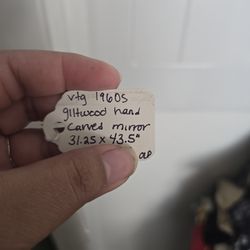 vtg 1960s
giltwood hand
carved mirror
31.25 x 43.5"